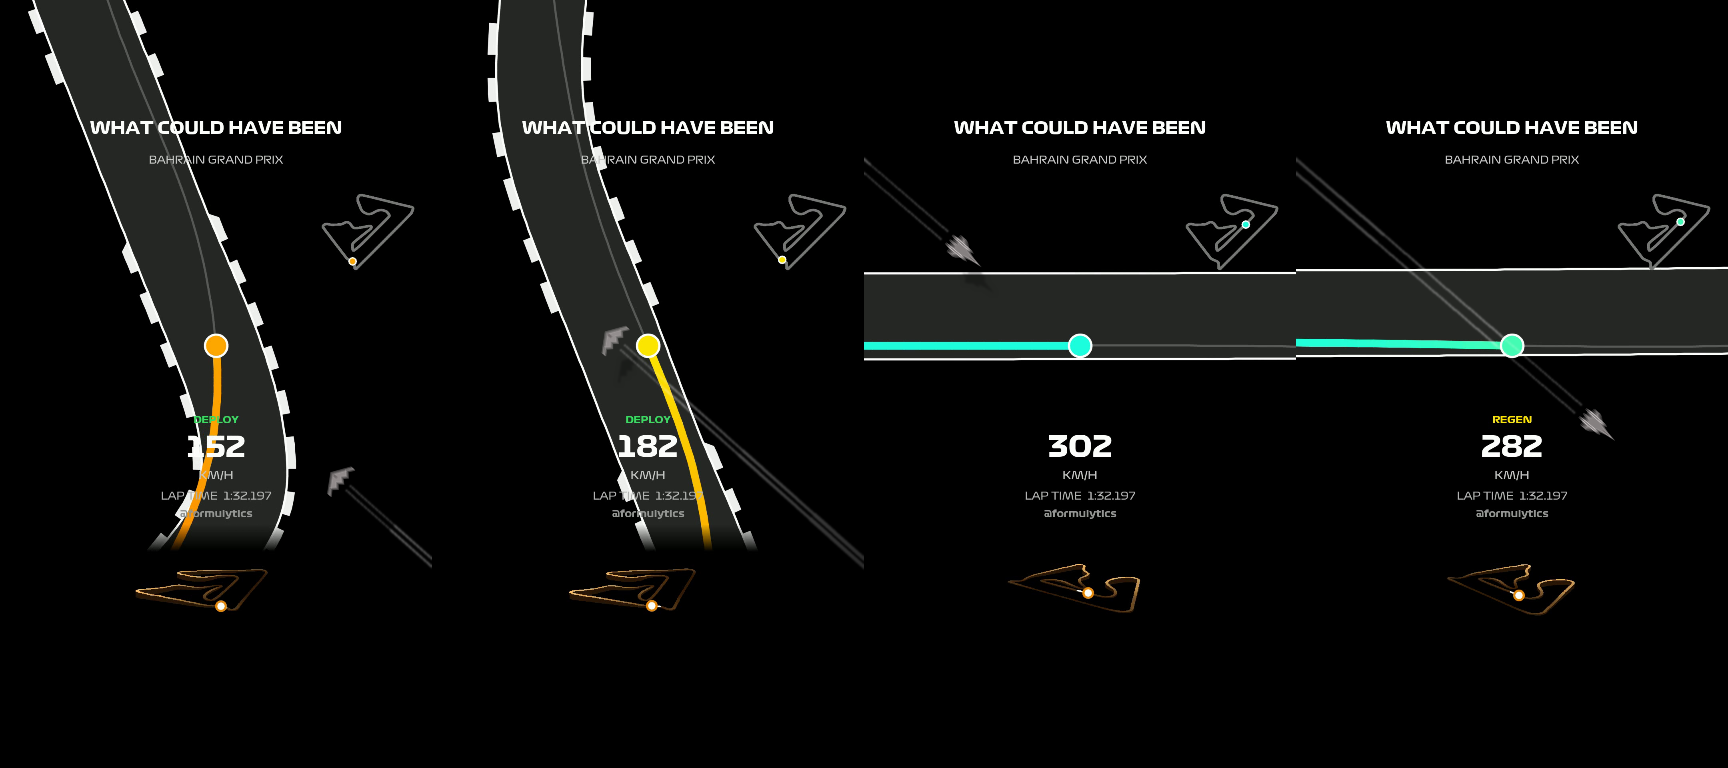 WHAT COULD HAVE BEEN
BAHRAIN GRAND PRIX
DEPLOY
152
KM/H
LAP TIME 1:32.197
@formulytics
WHAT COULD HAVE BEEN
BAHRAIN GRAND PRIX
DEPLOY
182
KM/H
LAP TIME 1:32.197
@formulytics
WHAT COULD HAVE BEEN
BAHRAIN GRAND PRIX
302
KM/H
LAP TIME 1:32.197
@formulytics
WHAT COULD HAVE BEEN
BAHRAIN GRAND PRIX
REGEN
282
KM/H
LAP TIME 1:32.197
@formulytics